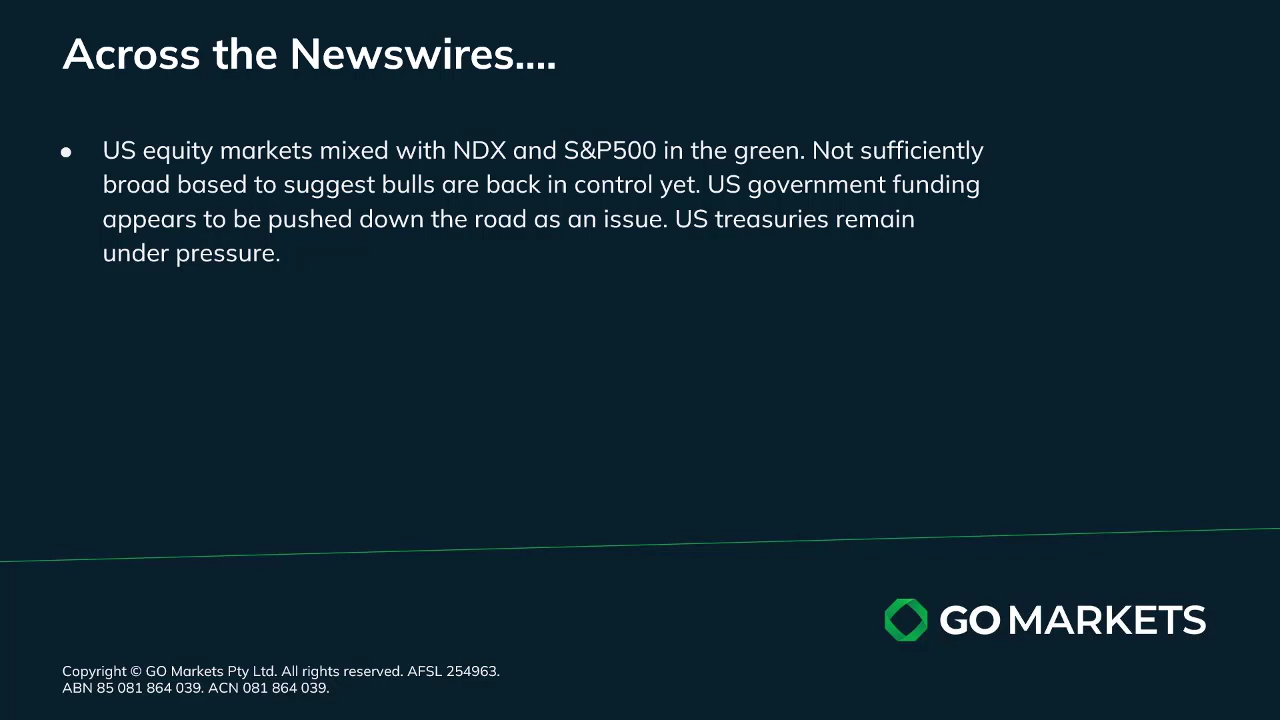 Across the Newswires....
● US equity markets mixed with NDX and S&P500 in the green. Not sufficiently
broad based to suggest bulls are back in control yet. US government funding
appears to be pushed down the road as an issue. US treasuries remain
under pressure.
GO MARKETS
Copyright © GO Markets Pty Ltd. All rights reserved. AFSL 254963.
ABN 85 081 864 039. ACN 081 864 039.